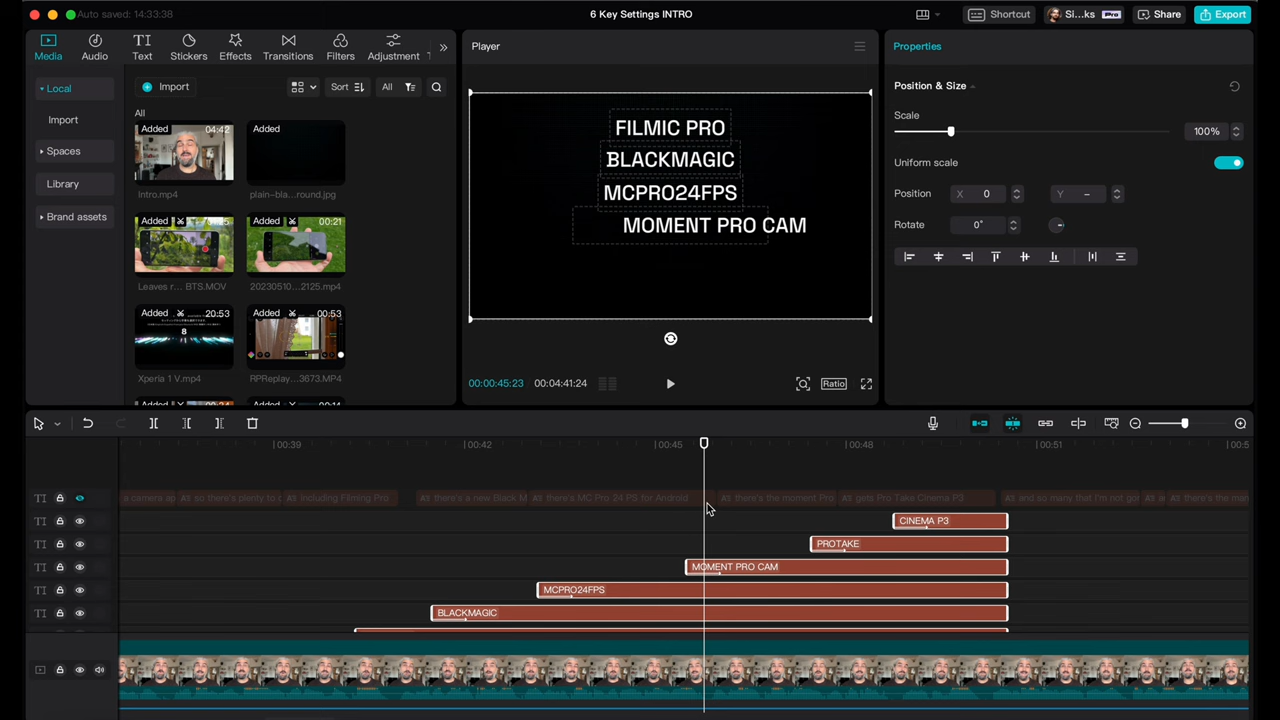 Auto saved: 14:33:38
6 Key Settings INTRO
Shortcut
Si...ks
Pro
Share
Export
Media
Audio
Text
Stickers
Effects
Transitions
Filters
Adjustment
Local
Import
Spaces
Library
Brand assets
Import
Sort
All
All
Added
04:42
Intro.mp4
Added
plain-bla...round.jpg
Added
Leaves r... BTS.MOV
Added
00:21
20230510...2125.mp4
Added
20:53
8
Xperia 1 V.mp4
Added
00:53
RPReplay...3673.MP4
Added
Added
Player
FILMIC PRO
BLACKMAGIC
MCPRO24FPS
MOMENT PRO CAM
00:00:45:23
00:04:41:24
Ratio
Properties
Position & Size
Scale
100%
Uniform scale
Position
X 0
Y –
Rotate
0°
00:39
00:42
00:45
00:48
00:51
a camera ap
so there's plenty to
including Filming Pro
there's a new Black M
there's MC Pro 24 PS for Android
there's the moment Pro
gets Pro Take Cinema P3
and so many that I'm not go
there's the man
CINEMA P3
PROTAKE
MOMENT PRO CAM
MCPRO24FPS
BLACKMAGIC